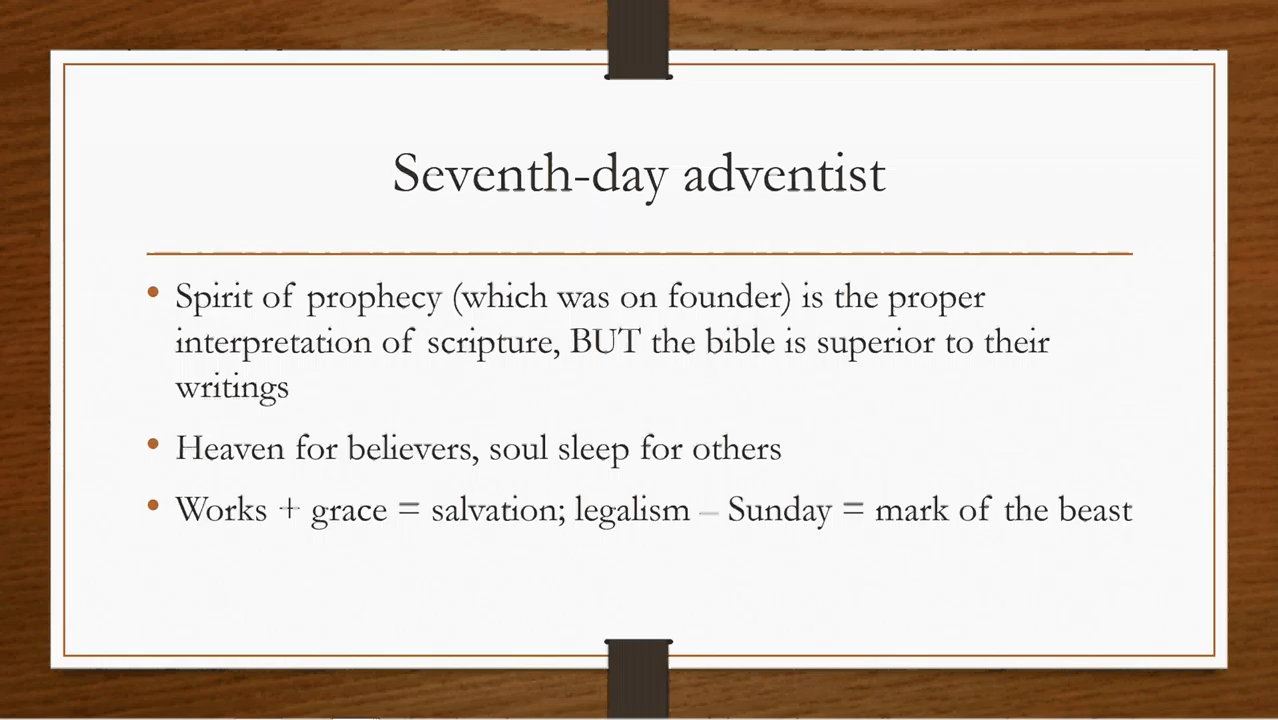 Seventh-day adventist
• Spirit of prophecy (which was on founder) is the proper
interpretation of scripture, BUT the bible is superior to their
writings
• Heaven for believers, soul sleep for others
• Works + grace = salvation; legalism – Sunday = mark of the beast